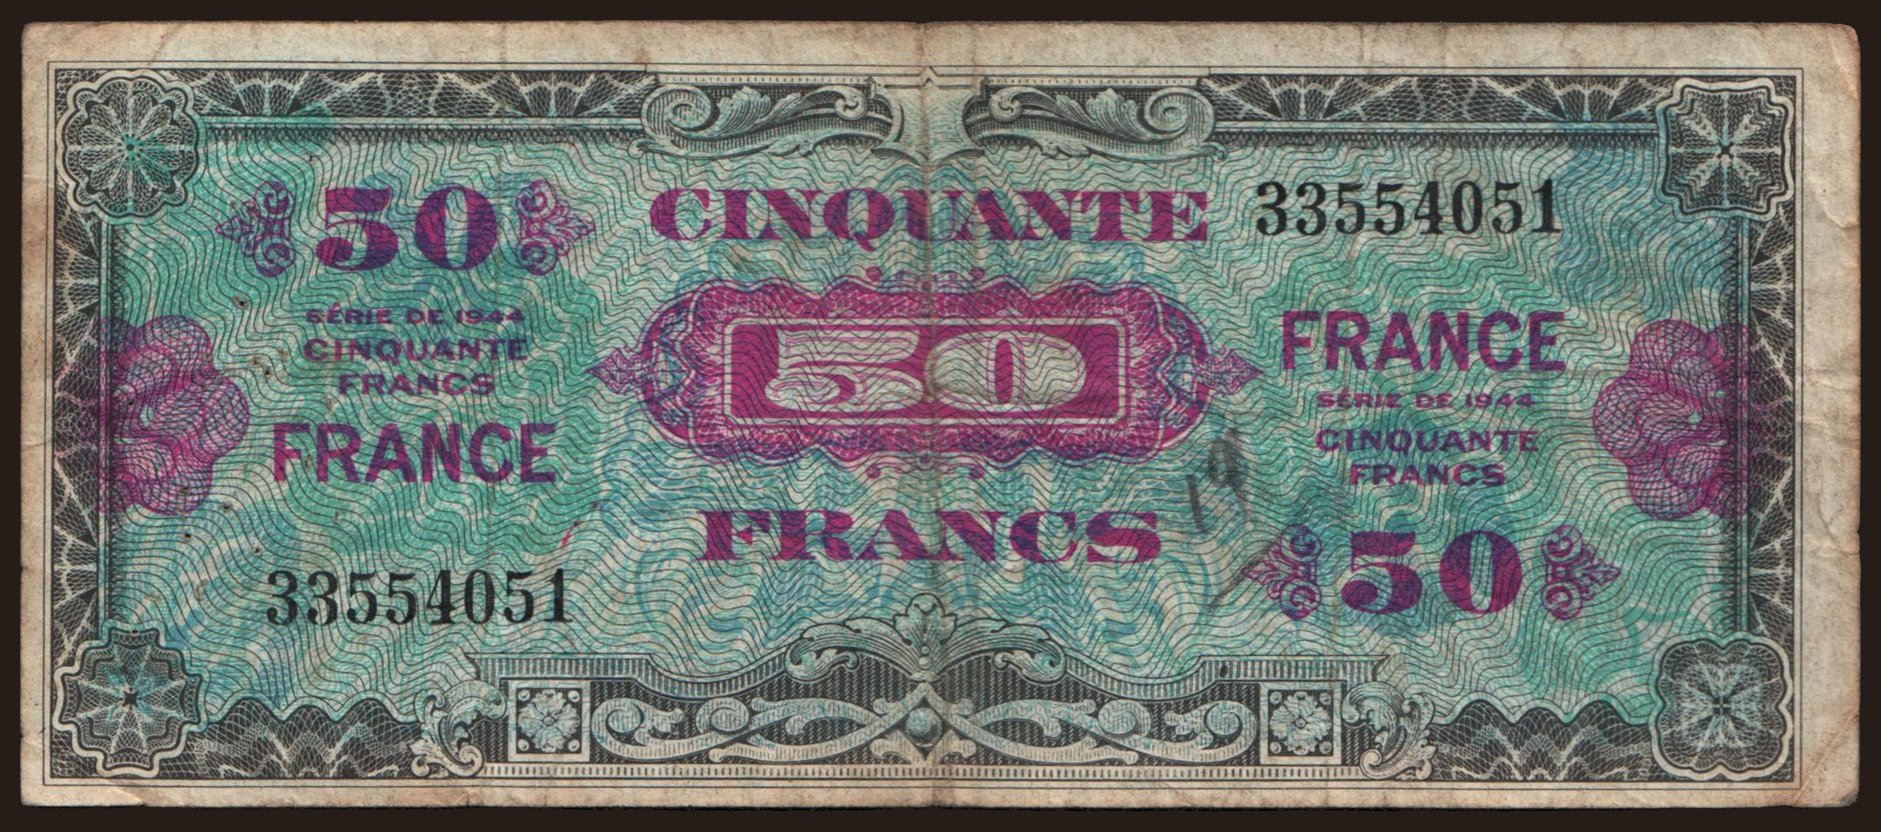 50 CINQUANTE 33554051
SÉRIE DE 1944
CINQUANTE
FRANCS
FRANCE
50
FRANCE
SÉRIE DE 1944
CINQUANTE
FRANCS
19
FRANCS
33554051
50